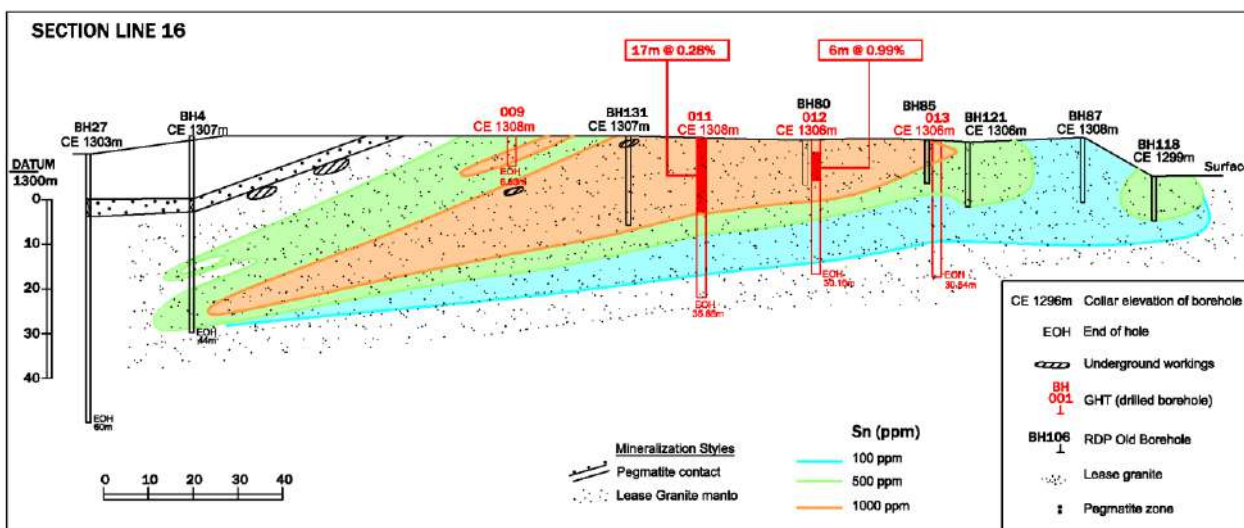 SECTION LINE 16
17m @ 0.28%
6m @ 0.99%
BH27
CE 1303m
BH4
CE 1307m
009
CE 1308m
BH131
CE 1307m
011
CE 1308m
BH80
012
CE 1306m
BH85
013
CE 1306m
BH121
CE 1306m
BH87
CE 1308m
BH118
CE 1299m
Surface
DATUM
1300m
0
10
20
30
40
EOH
EOH
EOH
EOH
EOH
44m
EOH
60m
0 10 20 30 40
Mineralization Styles
Pegmatite contact
Lease Granite manto
Sn (ppm)
100 ppm
500 ppm
1000 ppm
CE 1296m Collar elevation of borehole
EOH End of hole
Underground workings
BH
001
GHT (drilled borehole)
BH106 RDP Old Borehole
Lease granite
Pegmatite zone